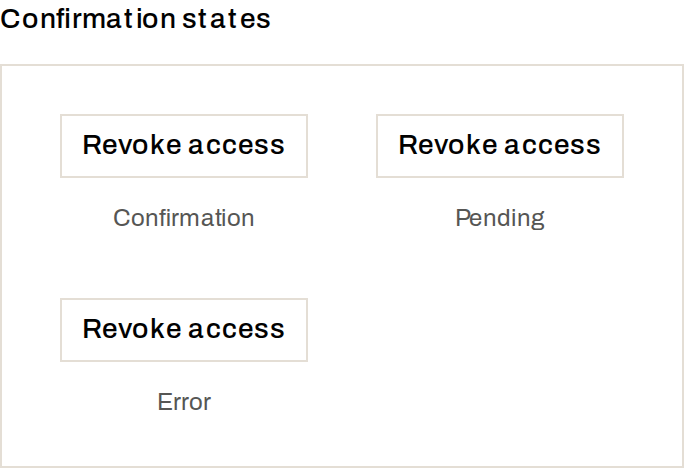 Confirmation states
Revoke access
Revoke access
Confirmation
Pending
Revoke access
Error